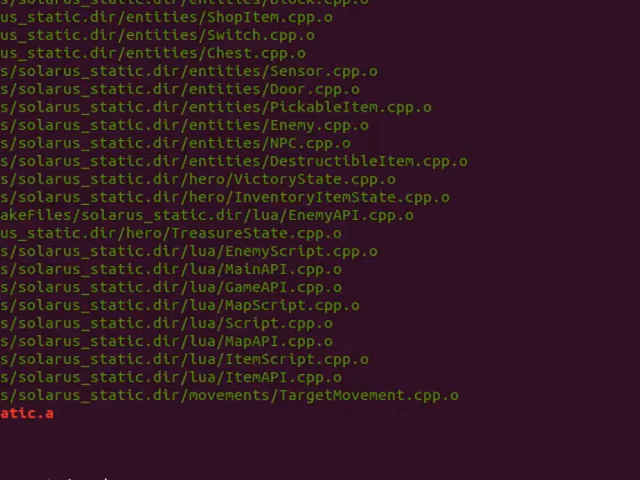 s/solarus_static.dir/entities/Block.cpp.o
us_static.dir/entities/ShopItem.cpp.o
us_static.dir/entities/Switch.cpp.o
us_static.dir/entities/Chest.cpp.o
s/solarus_static.dir/entities/Sensor.cpp.o
s/solarus_static.dir/entities/Door.cpp.o
s/solarus_static.dir/entities/PickableItem.cpp.o
s/solarus_static.dir/entities/Enemy.cpp.o
s/solarus_static.dir/entities/NPC.cpp.o
s/solarus_static.dir/entities/DestructibleItem.cpp.o
s/solarus_static.dir/hero/VictoryState.cpp.o
s/solarus_static.dir/hero/InventoryItemState.cpp.o
akeFiles/solarus_static.dir/lua/EnemyAPI.cpp.o
us_static.dir/hero/TreasureState.cpp.o
s/solarus_static.dir/lua/EnemyScript.cpp.o
s/solarus_static.dir/lua/MainAPI.cpp.o
s/solarus_static.dir/lua/GameAPI.cpp.o
s/solarus_static.dir/lua/MapScript.cpp.o
s/solarus_static.dir/lua/Script.cpp.o
s/solarus_static.dir/lua/MapAPI.cpp.o
s/solarus_static.dir/lua/ItemScript.cpp.o
s/solarus_static.dir/lua/ItemAPI.cpp.o
s/solarus_static.dir/movements/TargetMovement.cpp.o
atic.a